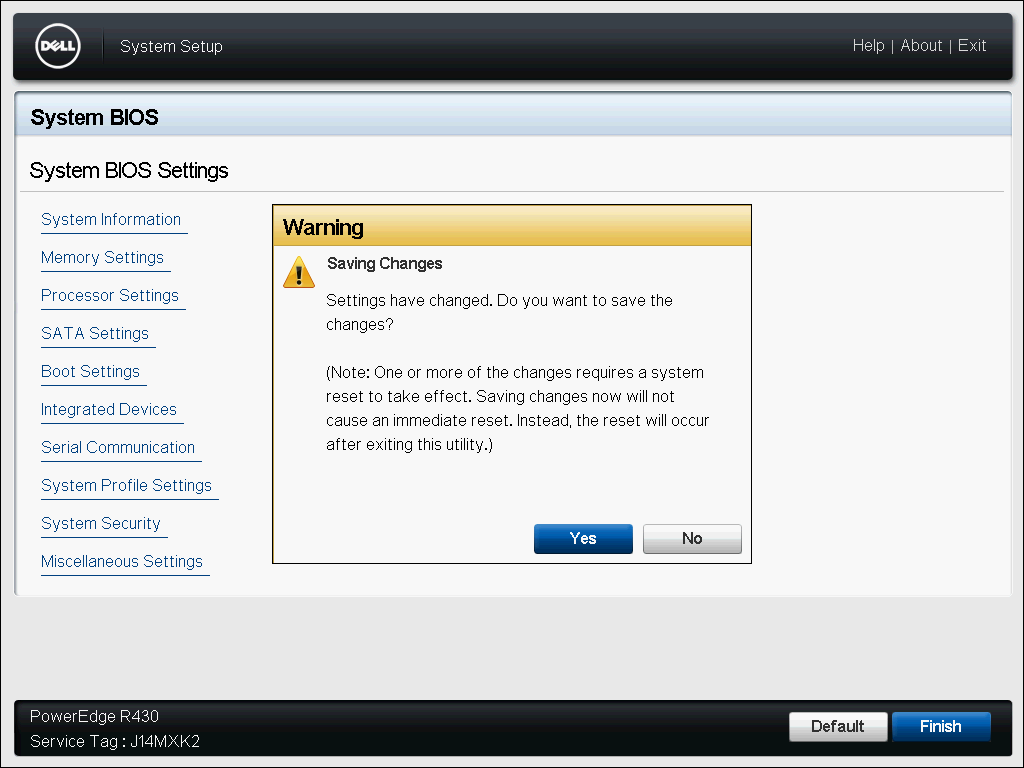 DELL
System Setup
Help | About | Exit
System BIOS
System BIOS Settings
System Information
Memory Settings
Processor Settings
SATA Settings
Boot Settings
Integrated Devices
Serial Communication
System Profile Settings
System Security
Miscellaneous Settings
Warning
Saving Changes
Settings have changed. Do you want to save the
changes?
(Note: One or more of the changes requires a system
reset to take effect. Saving changes now will not
cause an immediate reset. Instead, the reset will occur
after exiting this utility.)
Yes
No
PowerEdge R430
Service Tag : J14MXK2
Default
Finish